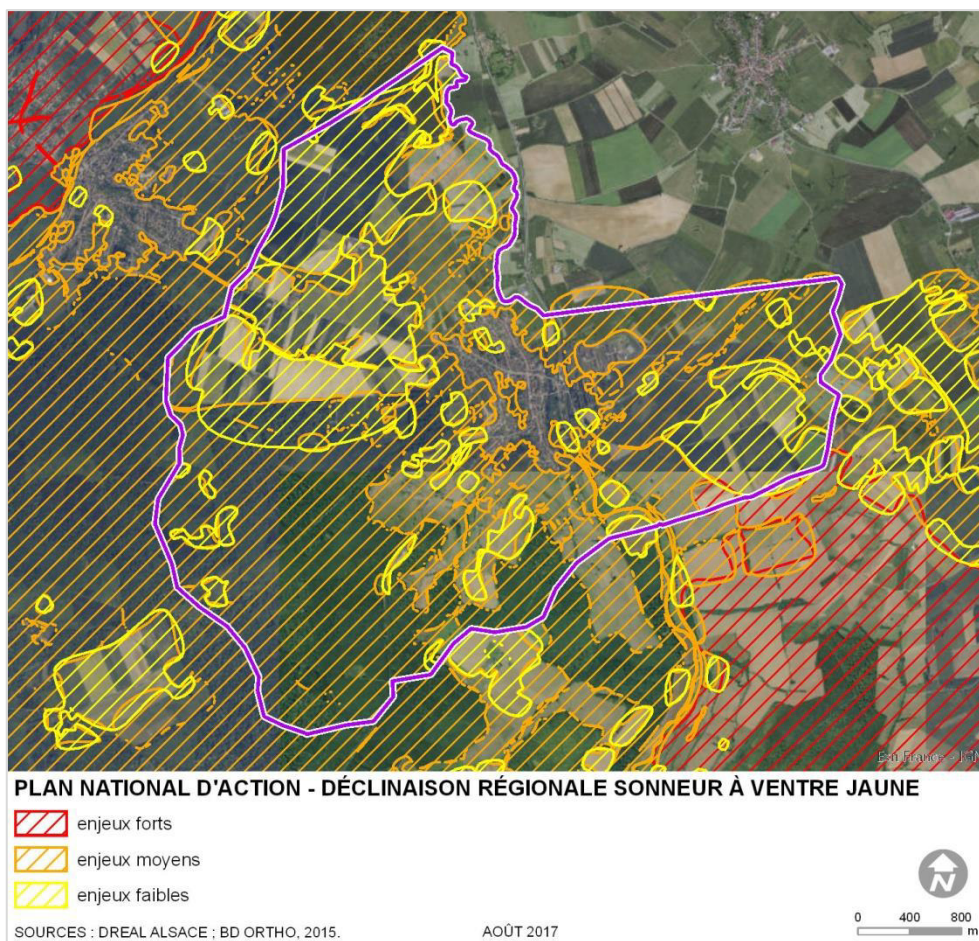 PLAN NATIONAL D'ACTION - DÉCLINAISON RÉGIONALE SONNEUR À VENTRE JAUNE
enjeux forts
enjeux moyens
enjeux faibles
N
SOURCES : DREAL ALSACE ; BD ORTHO, 2015.
AOÛT 2017
0 400 800
m